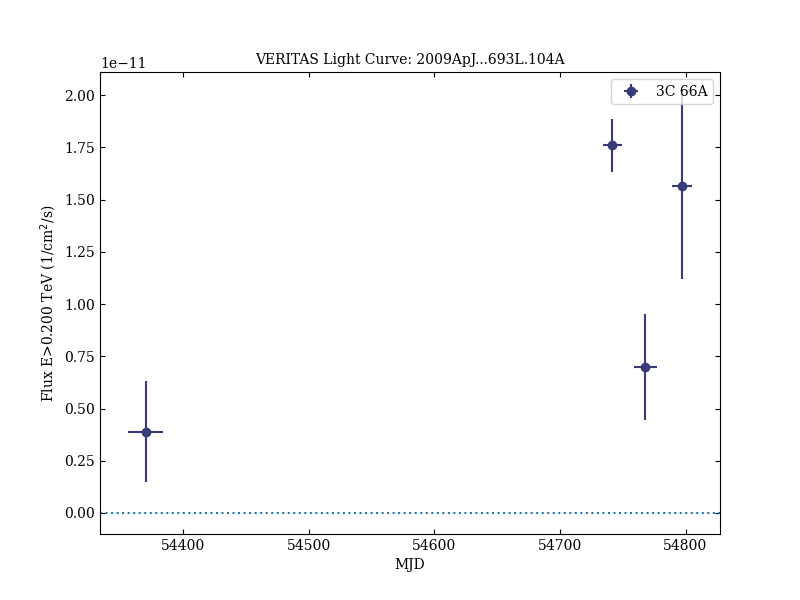 VERITAS Light Curve: 2009ApJ...693L.104A
1e−11
3C 66A
2.00
1.75
1.50
1.25
1.00
0.75
0.50
0.25
0.00
Flux E>0.200 TeV (1/cm²/s)
54400 54500 54600 54700 54800
MJD